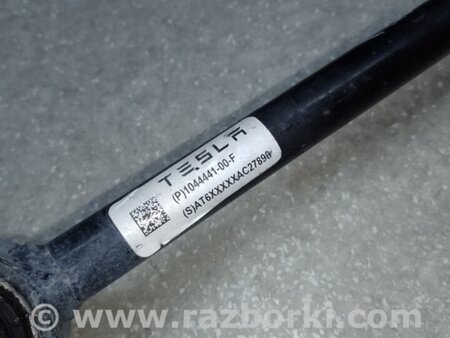 TESLA
(P)1044441-00-F
(S)AT6XXXXXAC27890
www.razborki.com